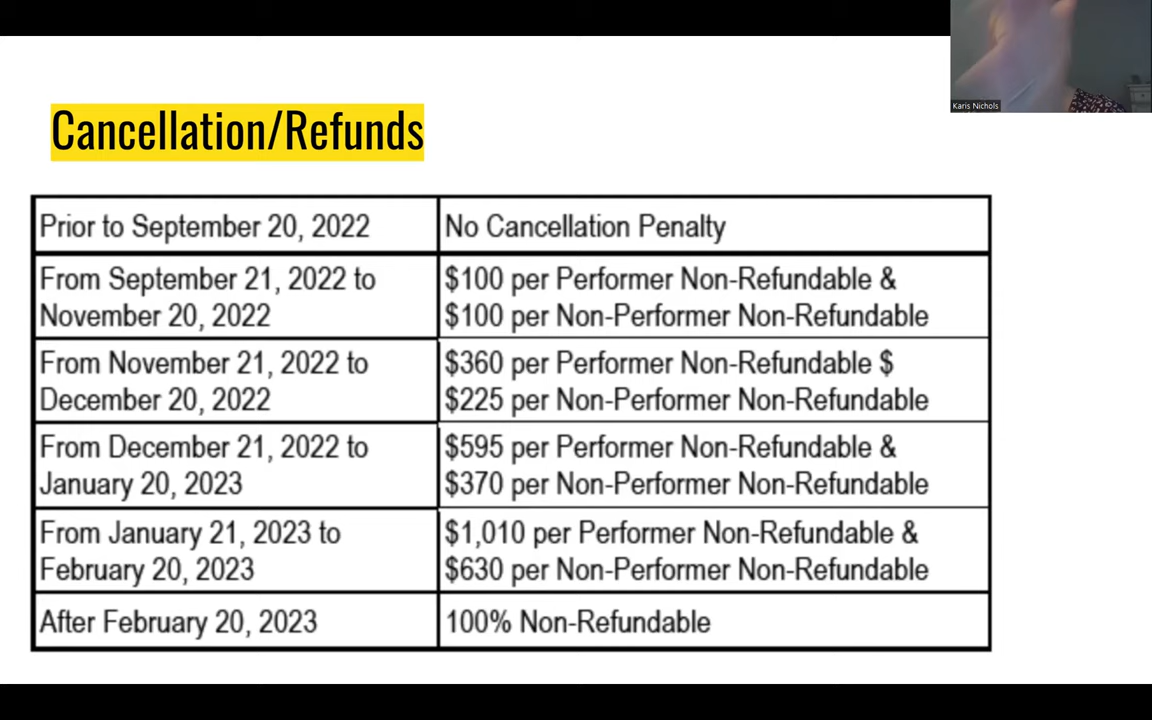 Karis Nichols
Cancellation/Refunds
Prior to September 20, 2022
No Cancellation Penalty
From September 21, 2022 to
November 20, 2022
$100 per Performer Non-Refundable &
$100 per Non-Performer Non-Refundable
From November 21, 2022 to
December 20, 2022
$360 per Performer Non-Refundable $
$225 per Non-Performer Non-Refundable
From December 21, 2022 to
January 20, 2023
$595 per Performer Non-Refundable &
$370 per Non-Performer Non-Refundable
From January 21, 2023 to
February 20, 2023
$1,010 per Performer Non-Refundable &
$630 per Non-Performer Non-Refundable
After February 20, 2023
100% Non-Refundable